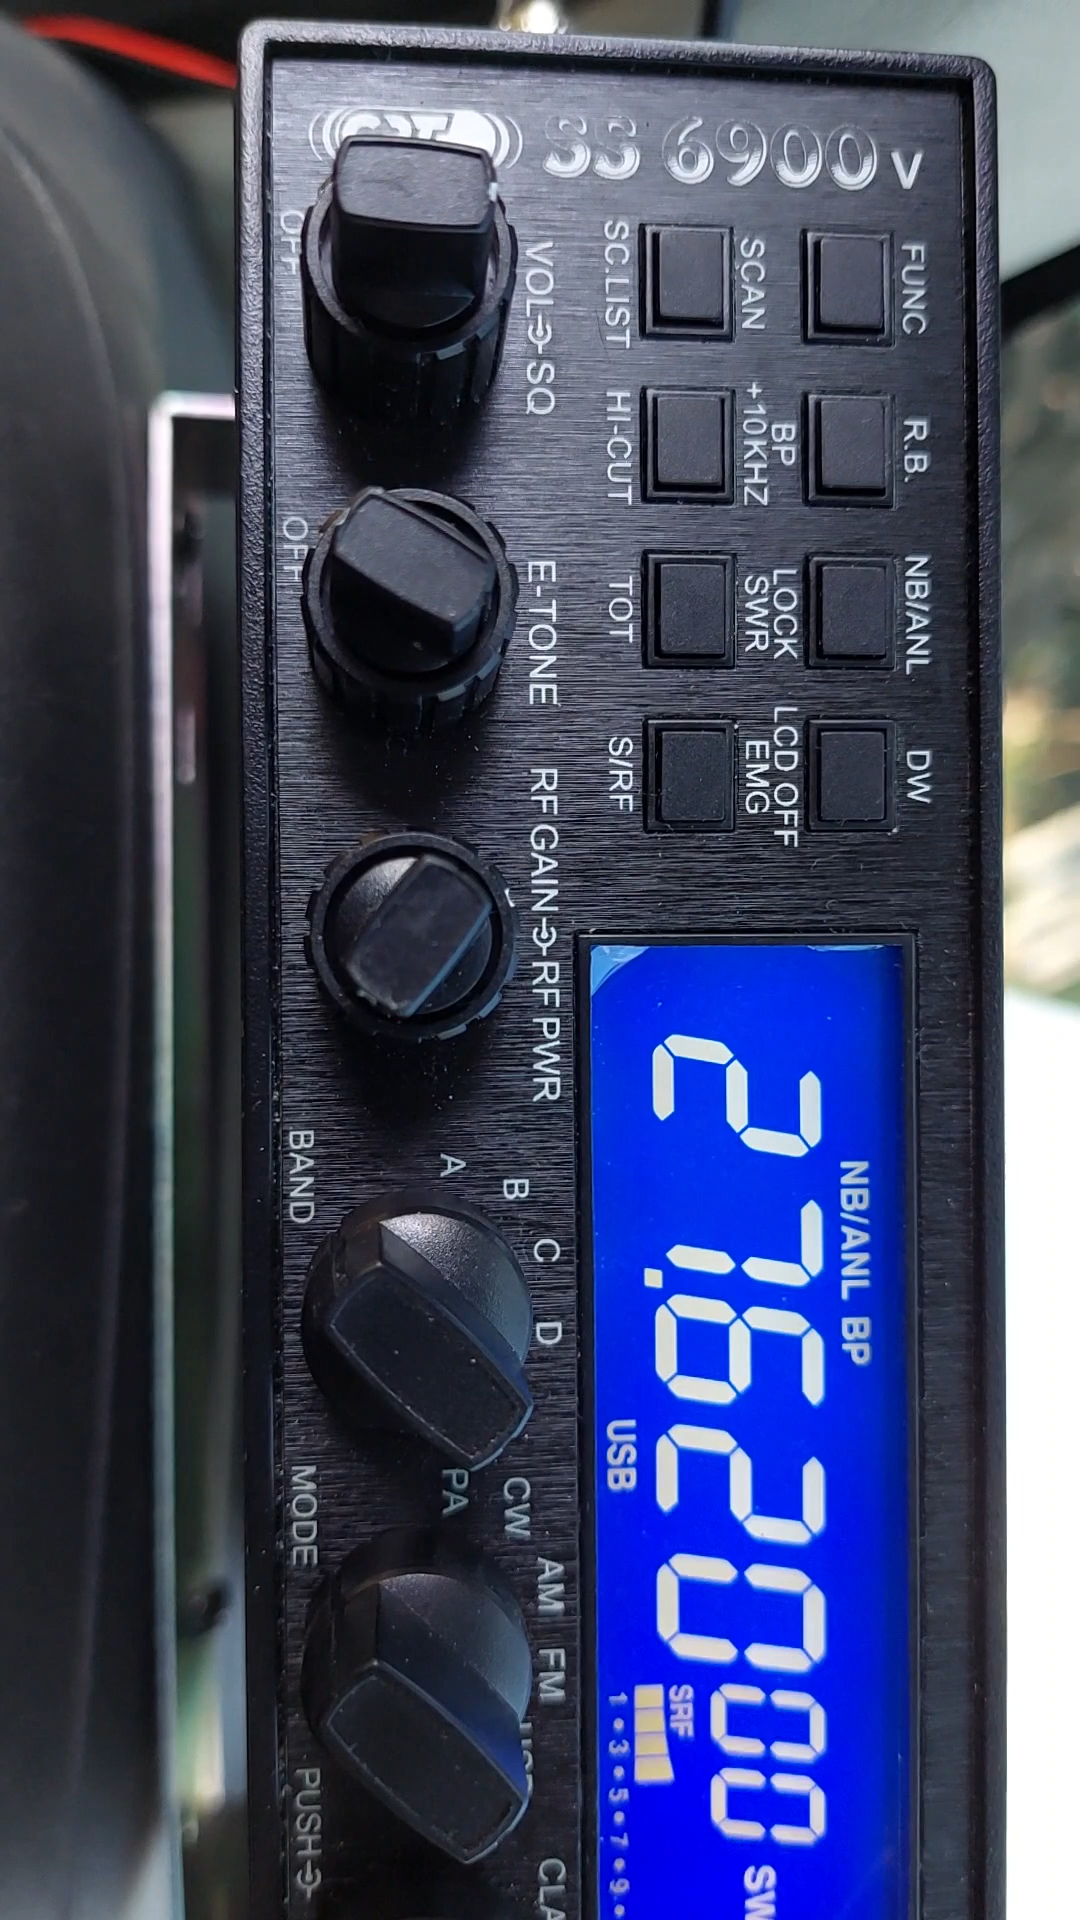 SS 6900 V
FUNC
R.B.
NB/ANL
DW
SCAN
BP
+10KHZ
LOCK
SWR
LCD OFF
EMG
SC.LIST
HI-CUT
TOT
S/RF
NB/ANL BP
27.62000
USB
SRF
1 • 3 • 5 • 7 • 9 •
VOL SQ
E-TONE
RF GAIN RF PWR
OFF
OFF
A
B
C
D
BAND
PA
CW
AM
FM
MODE
PUSH